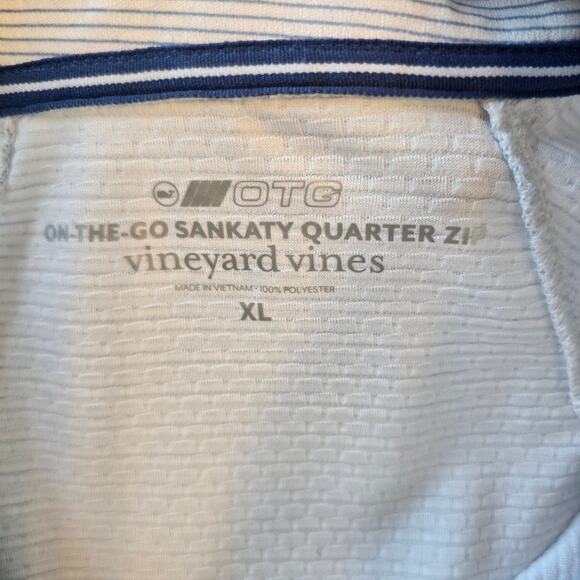 OTG
ON-THE-GO SANKATY QUARTER ZIP
vineyard vines
MADE IN VIETNAM · 100% POLYESTER
XL